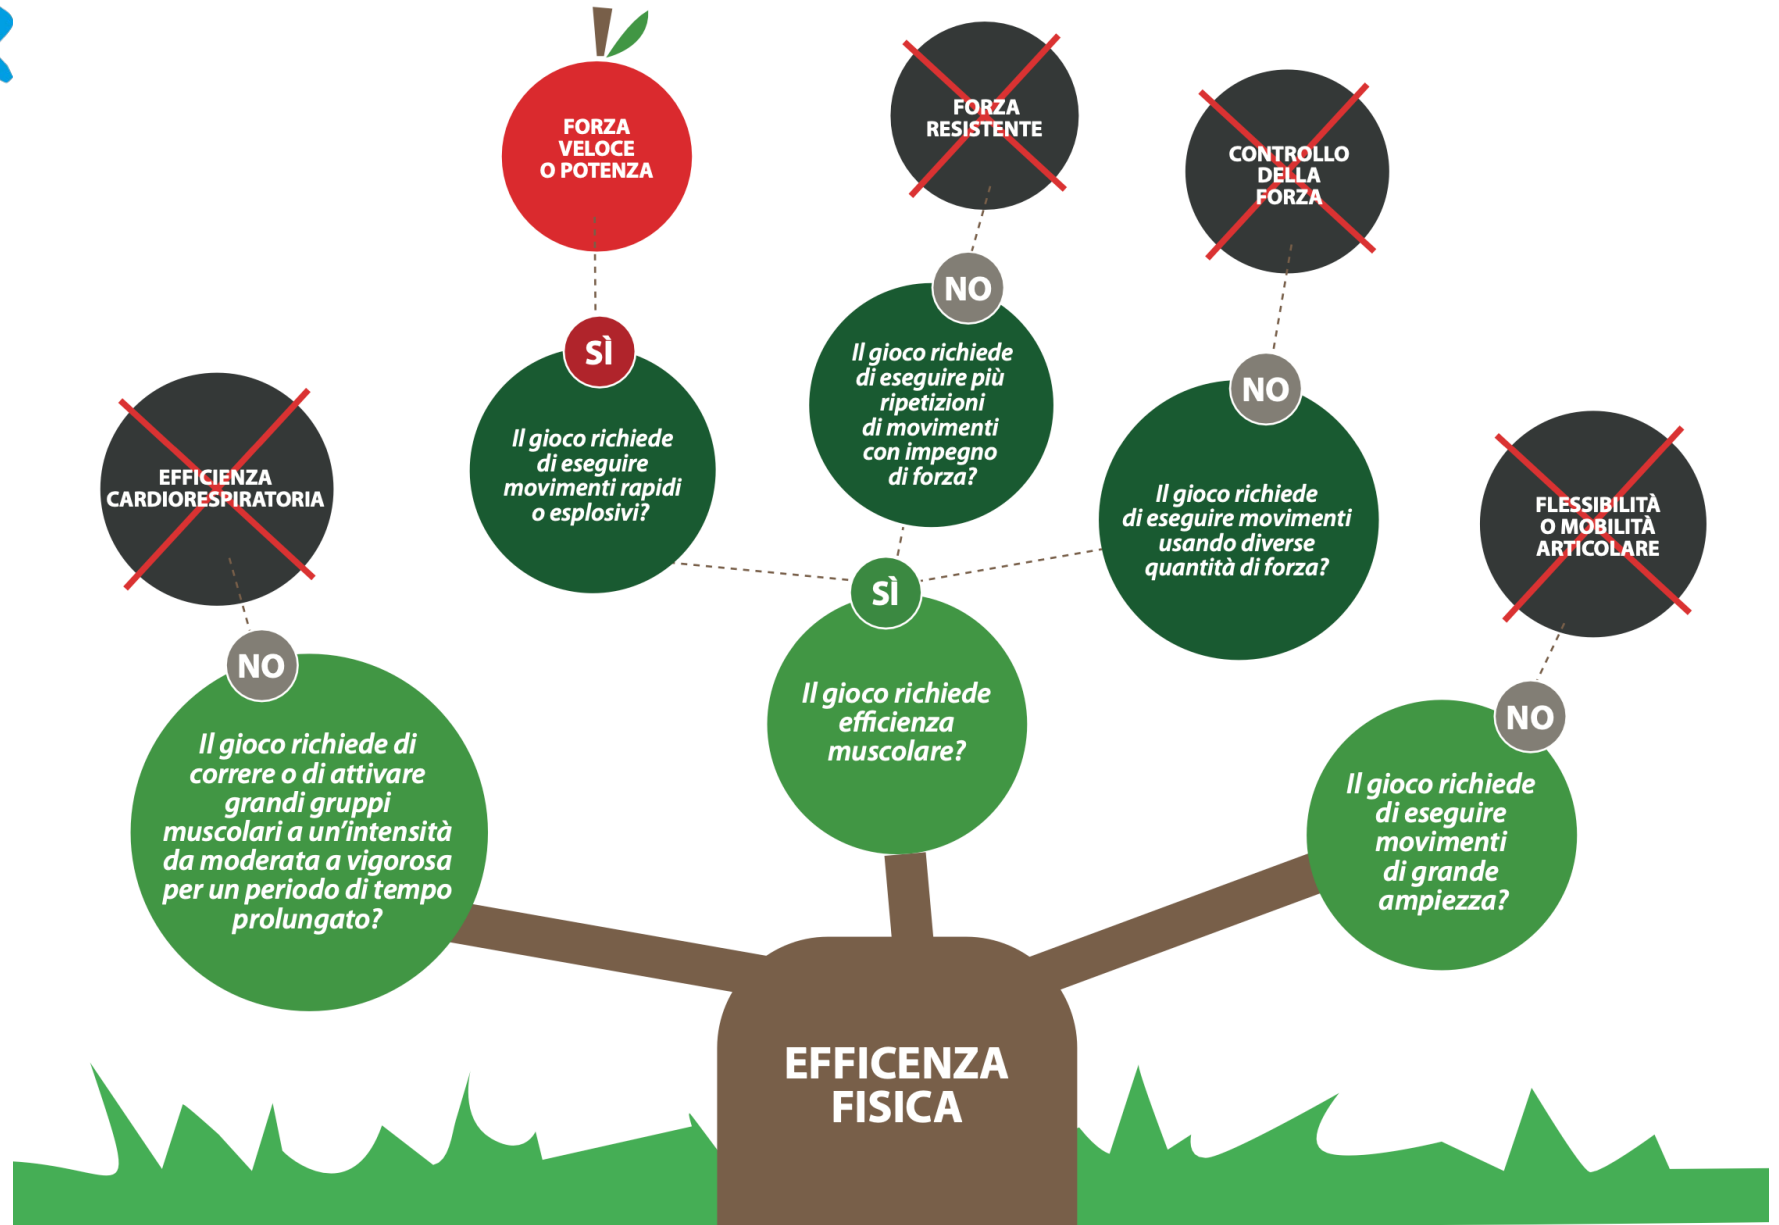 FORZA
VELOCE
O POTENZA
FORZA
RESISTENTE
CONTROLLO
DELLA
FORZA
SÌ
Il gioco richiede
di eseguire
movimenti rapidi
o esplosivi?
NO
Il gioco richiede
di eseguire più
ripetizioni
di movimenti
con impegno
di forza?
NO
Il gioco richiede
di eseguire movimenti
usando diverse
quantità di forza?
EFFICIENZA
CARDIORESPIRATORIA
FLESSIBILITÀ
O MOBILITÀ
ARTICOLARE
NO
Il gioco richiede di
correre o di attivare
grandi gruppi
muscolari a un’intensità
da moderata a vigorosa
per un periodo di tempo
prolungato?
SÌ
Il gioco richiede
efficienza
muscolare?
NO
Il gioco richiede
di eseguire
movimenti
di grande
ampiezza?
EFFICENZA
FISICA